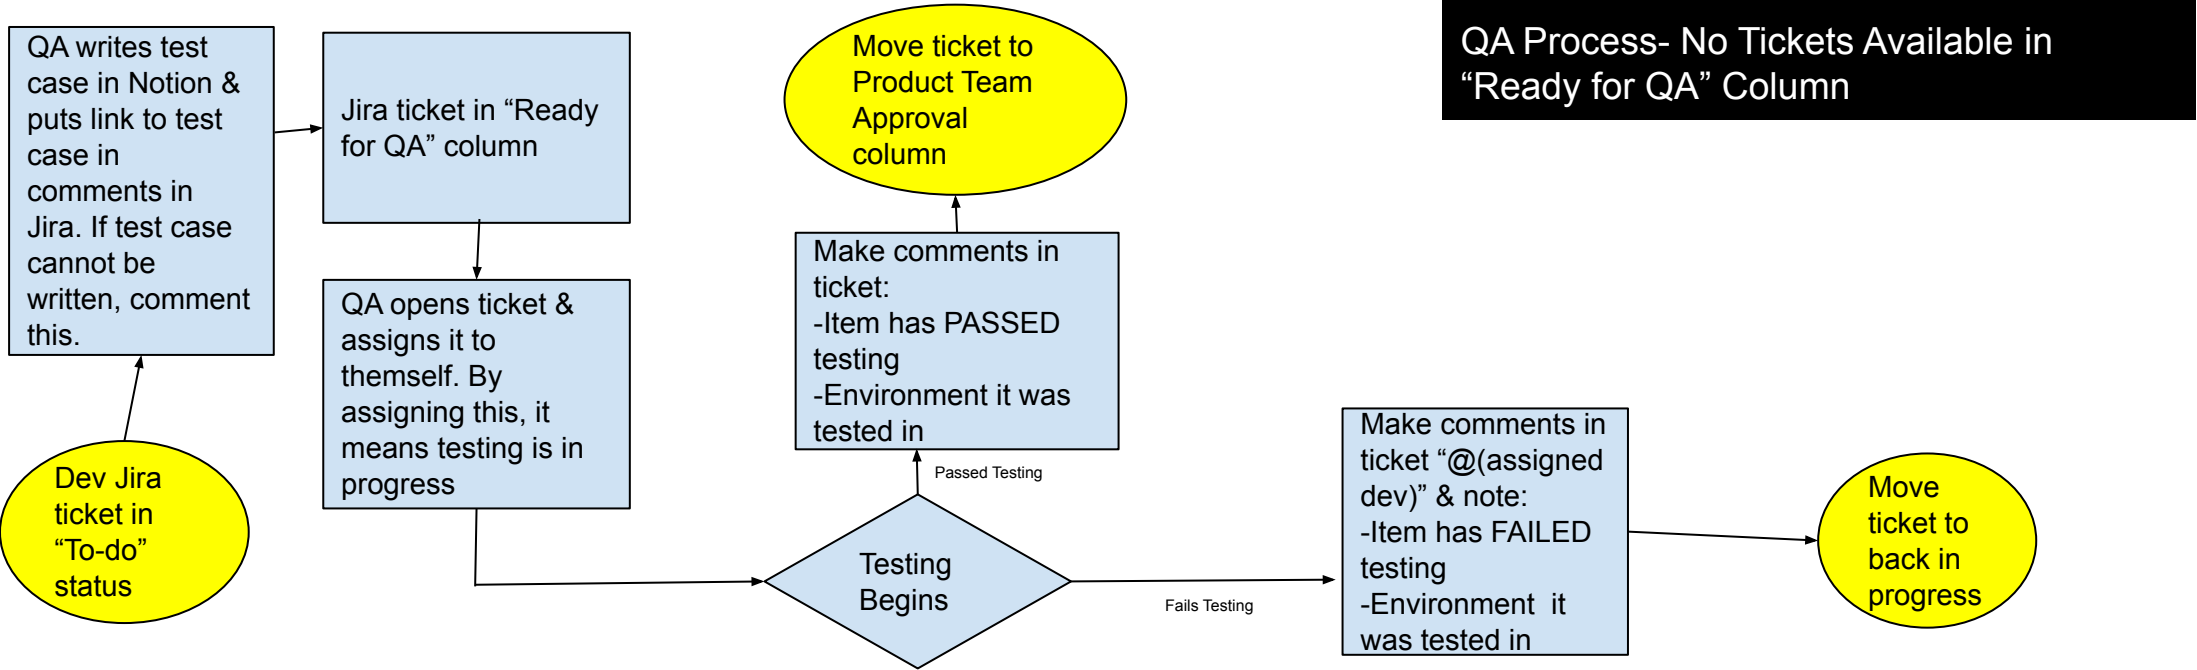 QA Process- No Tickets Available in
“Ready for QA” Column
Dev Jira
ticket in
“To-do”
status
QA writes test
case in Notion &
puts link to test
case in
comments in
Jira. If test case
cannot be
written, comment
this.
Jira ticket in “Ready
for QA” column
QA opens ticket &
assigns it to
themself. By
assigning this, it
means testing is in
progress
Testing
Begins
Passed Testing
Make comments in
ticket:
-Item has PASSED
testing
-Environment it was
tested in
Move ticket to
Product Team
Approval
column
Fails Testing
Make comments in
ticket “@(assigned
dev)” & note:
-Item has FAILED
testing
-Environment  it
was tested in
Move
ticket to
back in
progress